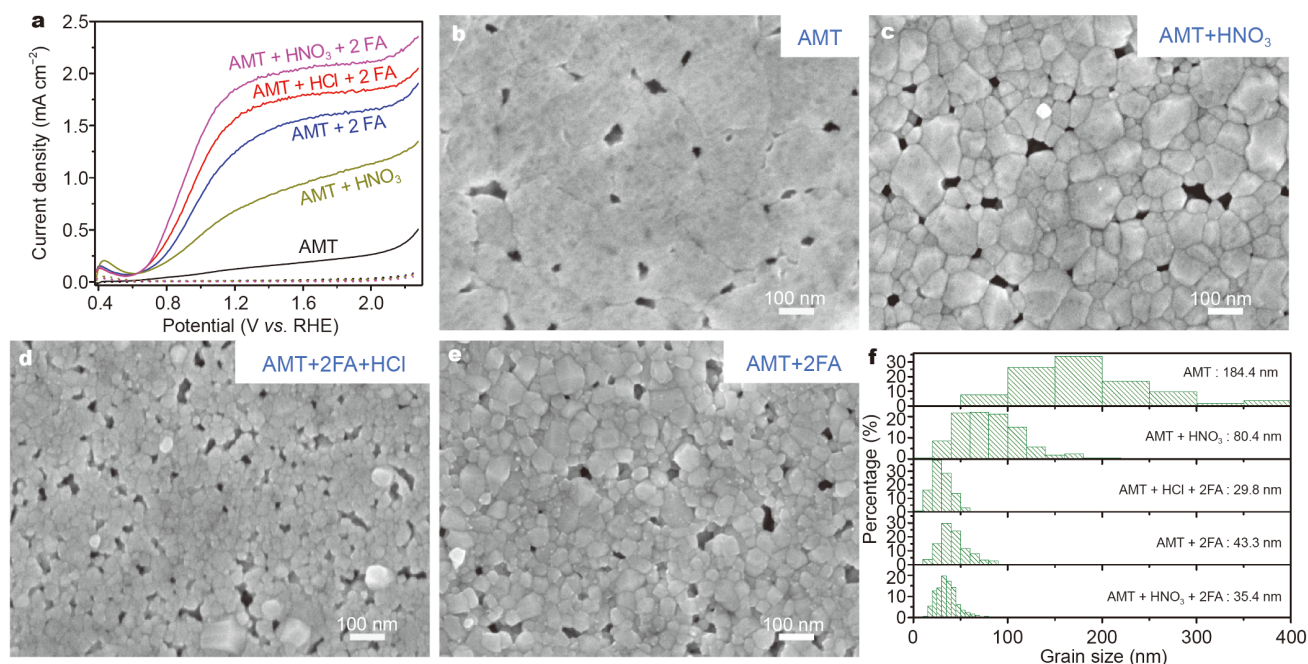 a
2.5
2.0
1.5
1.0
0.5
0.0
Current density (mA cm⁻²)
AMT + HNO₃ + 2 FA
AMT + HCl + 2 FA
AMT + 2 FA
AMT + HNO₃
AMT
0.4 0.8 1.2 1.6 2.0
Potential (V vs. RHE)
b
AMT
100 nm
c
AMT+HNO₃
100 nm
d
AMT+2FA+HCl
100 nm
e
AMT+2FA
100 nm
f
Percentage (%)
30
20
10
0
AMT : 184.4 nm
20
10
0
AMT + HNO₃ : 80.4 nm
30
20
10
0
AMT + HCl + 2FA : 29.8 nm
30
20
10
0
AMT + 2FA : 43.3 nm
20
10
0
AMT + HNO₃ + 2FA : 35.4 nm
0 100 200 300 400
Grain size (nm)